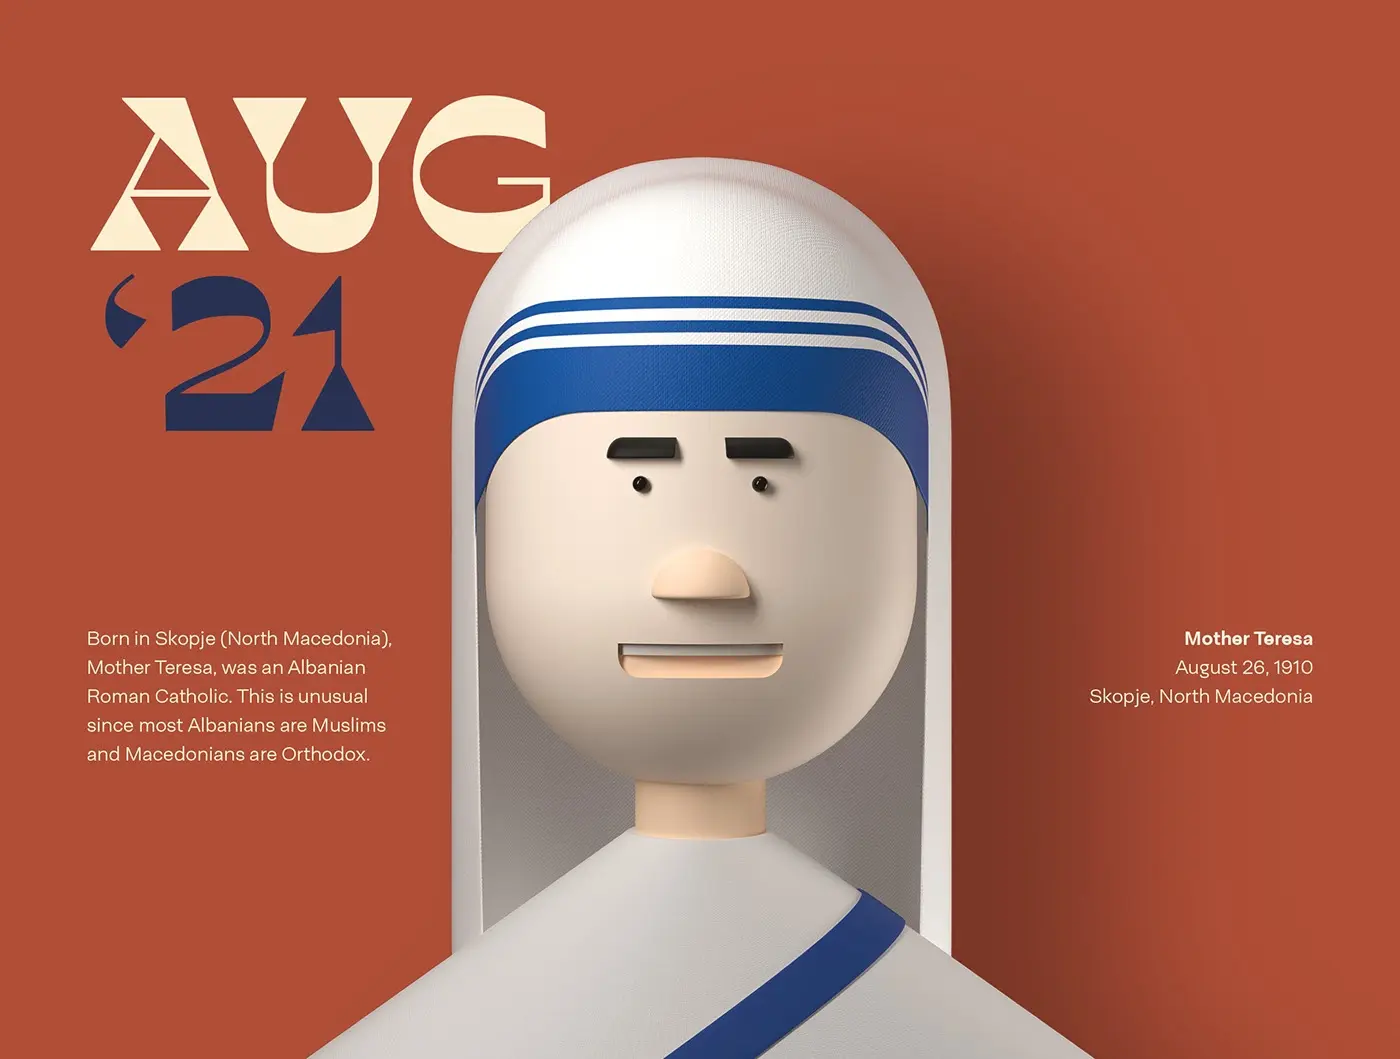 AUG
‘21
Born in Skopje (North Macedonia),
Mother Teresa, was an Albanian
Roman Catholic. This is unusual
since most Albanians are Muslims
and Macedonians are Orthodox.
Mother Teresa
August 26, 1910
Skopje, North Macedonia